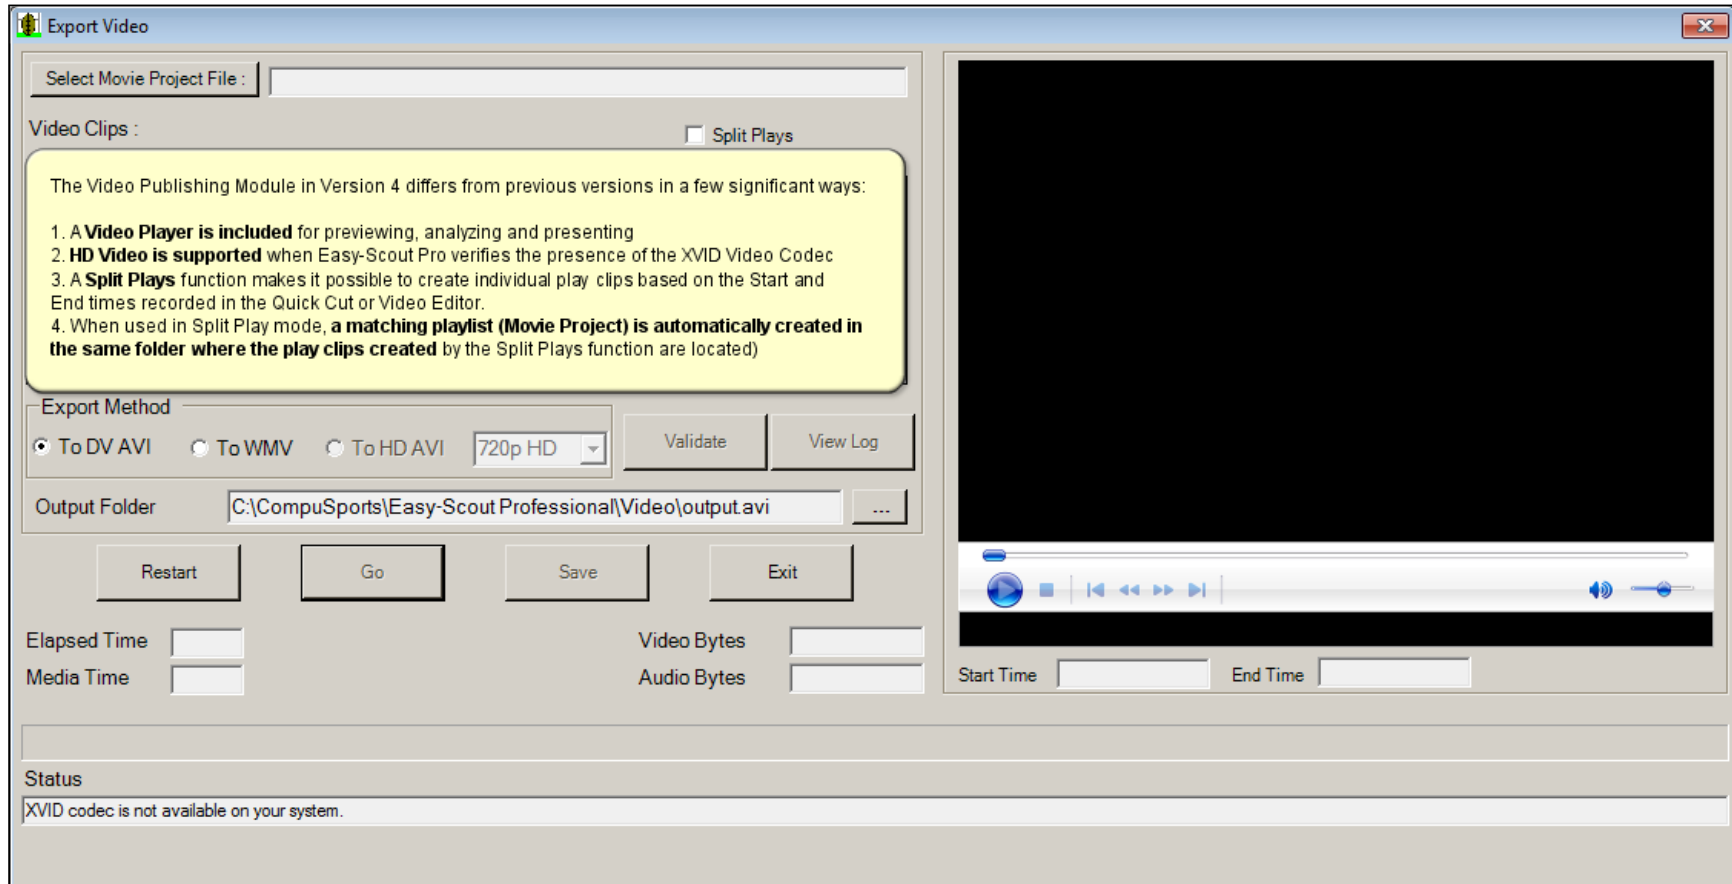 Export Video
Select Movie Project File :
Video Clips :
Split Plays
The Video Publishing Module in Version 4 differs from previous versions in a few significant ways:
1. A Video Player is included for previewing, analyzing and presenting
2. HD Video is supported when Easy-Scout Pro verifies the presence of the XVID Video Codec
3. A Split Plays function makes it possible to create individual play clips based on the Start and
End times recorded in the Quick Cut or Video Editor.
4. When used in Split Play mode, a matching playlist (Movie Project) is automatically created in
the same folder where the play clips created by the Split Plays function are located)
Export Method
To DV AVI To WMV To HD AVI 720p HD
Validate View Log
Output Folder C:\CompuSports\Easy-Scout Professional\Video\output.avi ...
Restart Go Save Exit
Elapsed Time Video Bytes
Media Time Audio Bytes
Start Time End Time
Status
XVID codec is not available on your system.